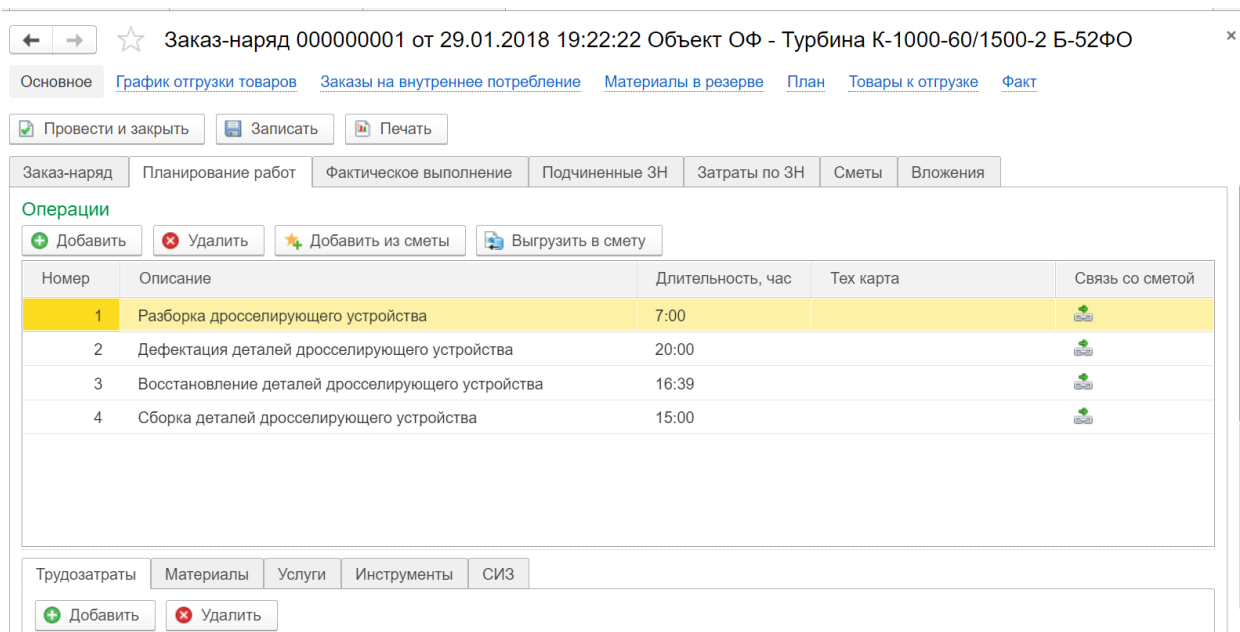 Заказ-наряд 000000001 от 29.01.2018 19:22:22 Объект ОФ - Турбина К-1000-60/1500-2 Б-52ФО
Основное График отгрузки товаров Заказы на внутреннее потребление Материалы в резерве План Товары к отгрузке Факт
Провести и закрыть Записать Печать
Заказ-наряд Планирование работ Фактическое выполнение Подчиненные ЗН Затраты по ЗН Сметы Вложения
Операции
Добавить Удалить Добавить из сметы Выгрузить в смету
Номер Описание Длительность, час Тех карта Связь со сметой
1 Разборка дросселирующего устройства 7:00
2 Дефектация деталей дросселирующего устройства 20:00
3 Восстановление деталей дросселирующего устройства 16:39
4 Сборка деталей дросселирующего устройства 15:00
Трудозатраты Материалы Услуги Инструменты СИЗ
Добавить Удалить